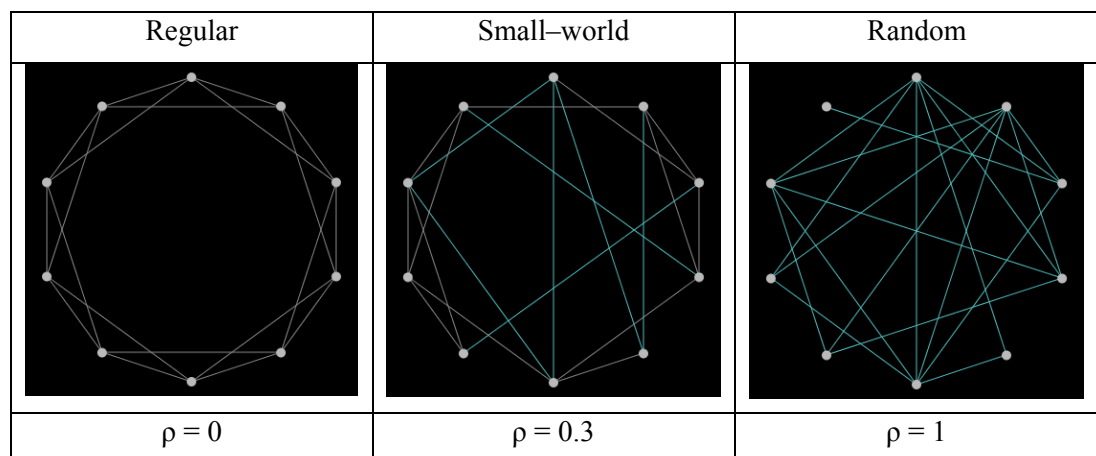 Regular Small–world Random
ρ = 0 ρ = 0.3 ρ = 1